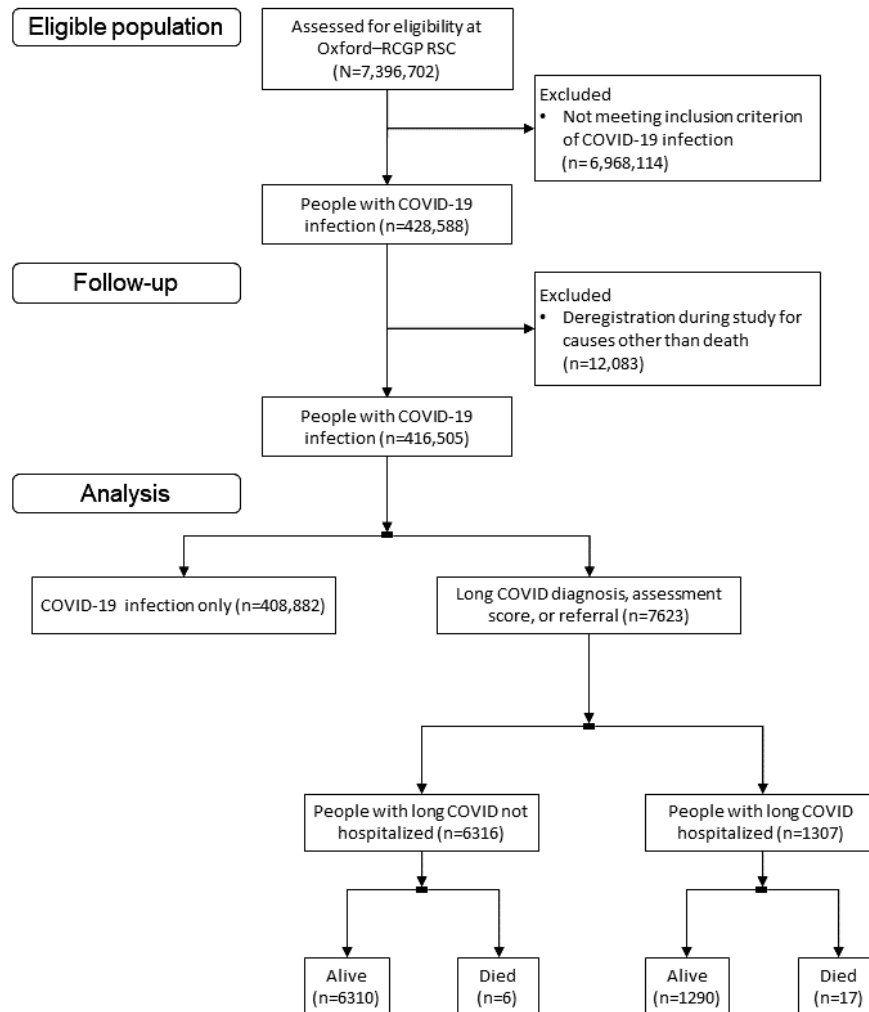 Eligible population
Assessed for eligibility at
Oxford–RCGP RSC
(N=7,396,702)
Excluded
• Not meeting inclusion criterion
of COVID-19 infection
(n=6,968,114)
People with COVID-19
infection (n=428,588)
Follow-up
Excluded
• Deregistration during study for
causes other than death
(n=12,083)
People with COVID-19
infection (n=416,505)
Analysis
COVID-19 infection only (n=408,882)
Long COVID diagnosis, assessment
score, or referral (n=7623)
People with long COVID not
hospitalized (n=6316)
People with long COVID
hospitalized (n=1307)
Alive
(n=6310)
Died
(n=6)
Alive
(n=1290)
Died
(n=17)